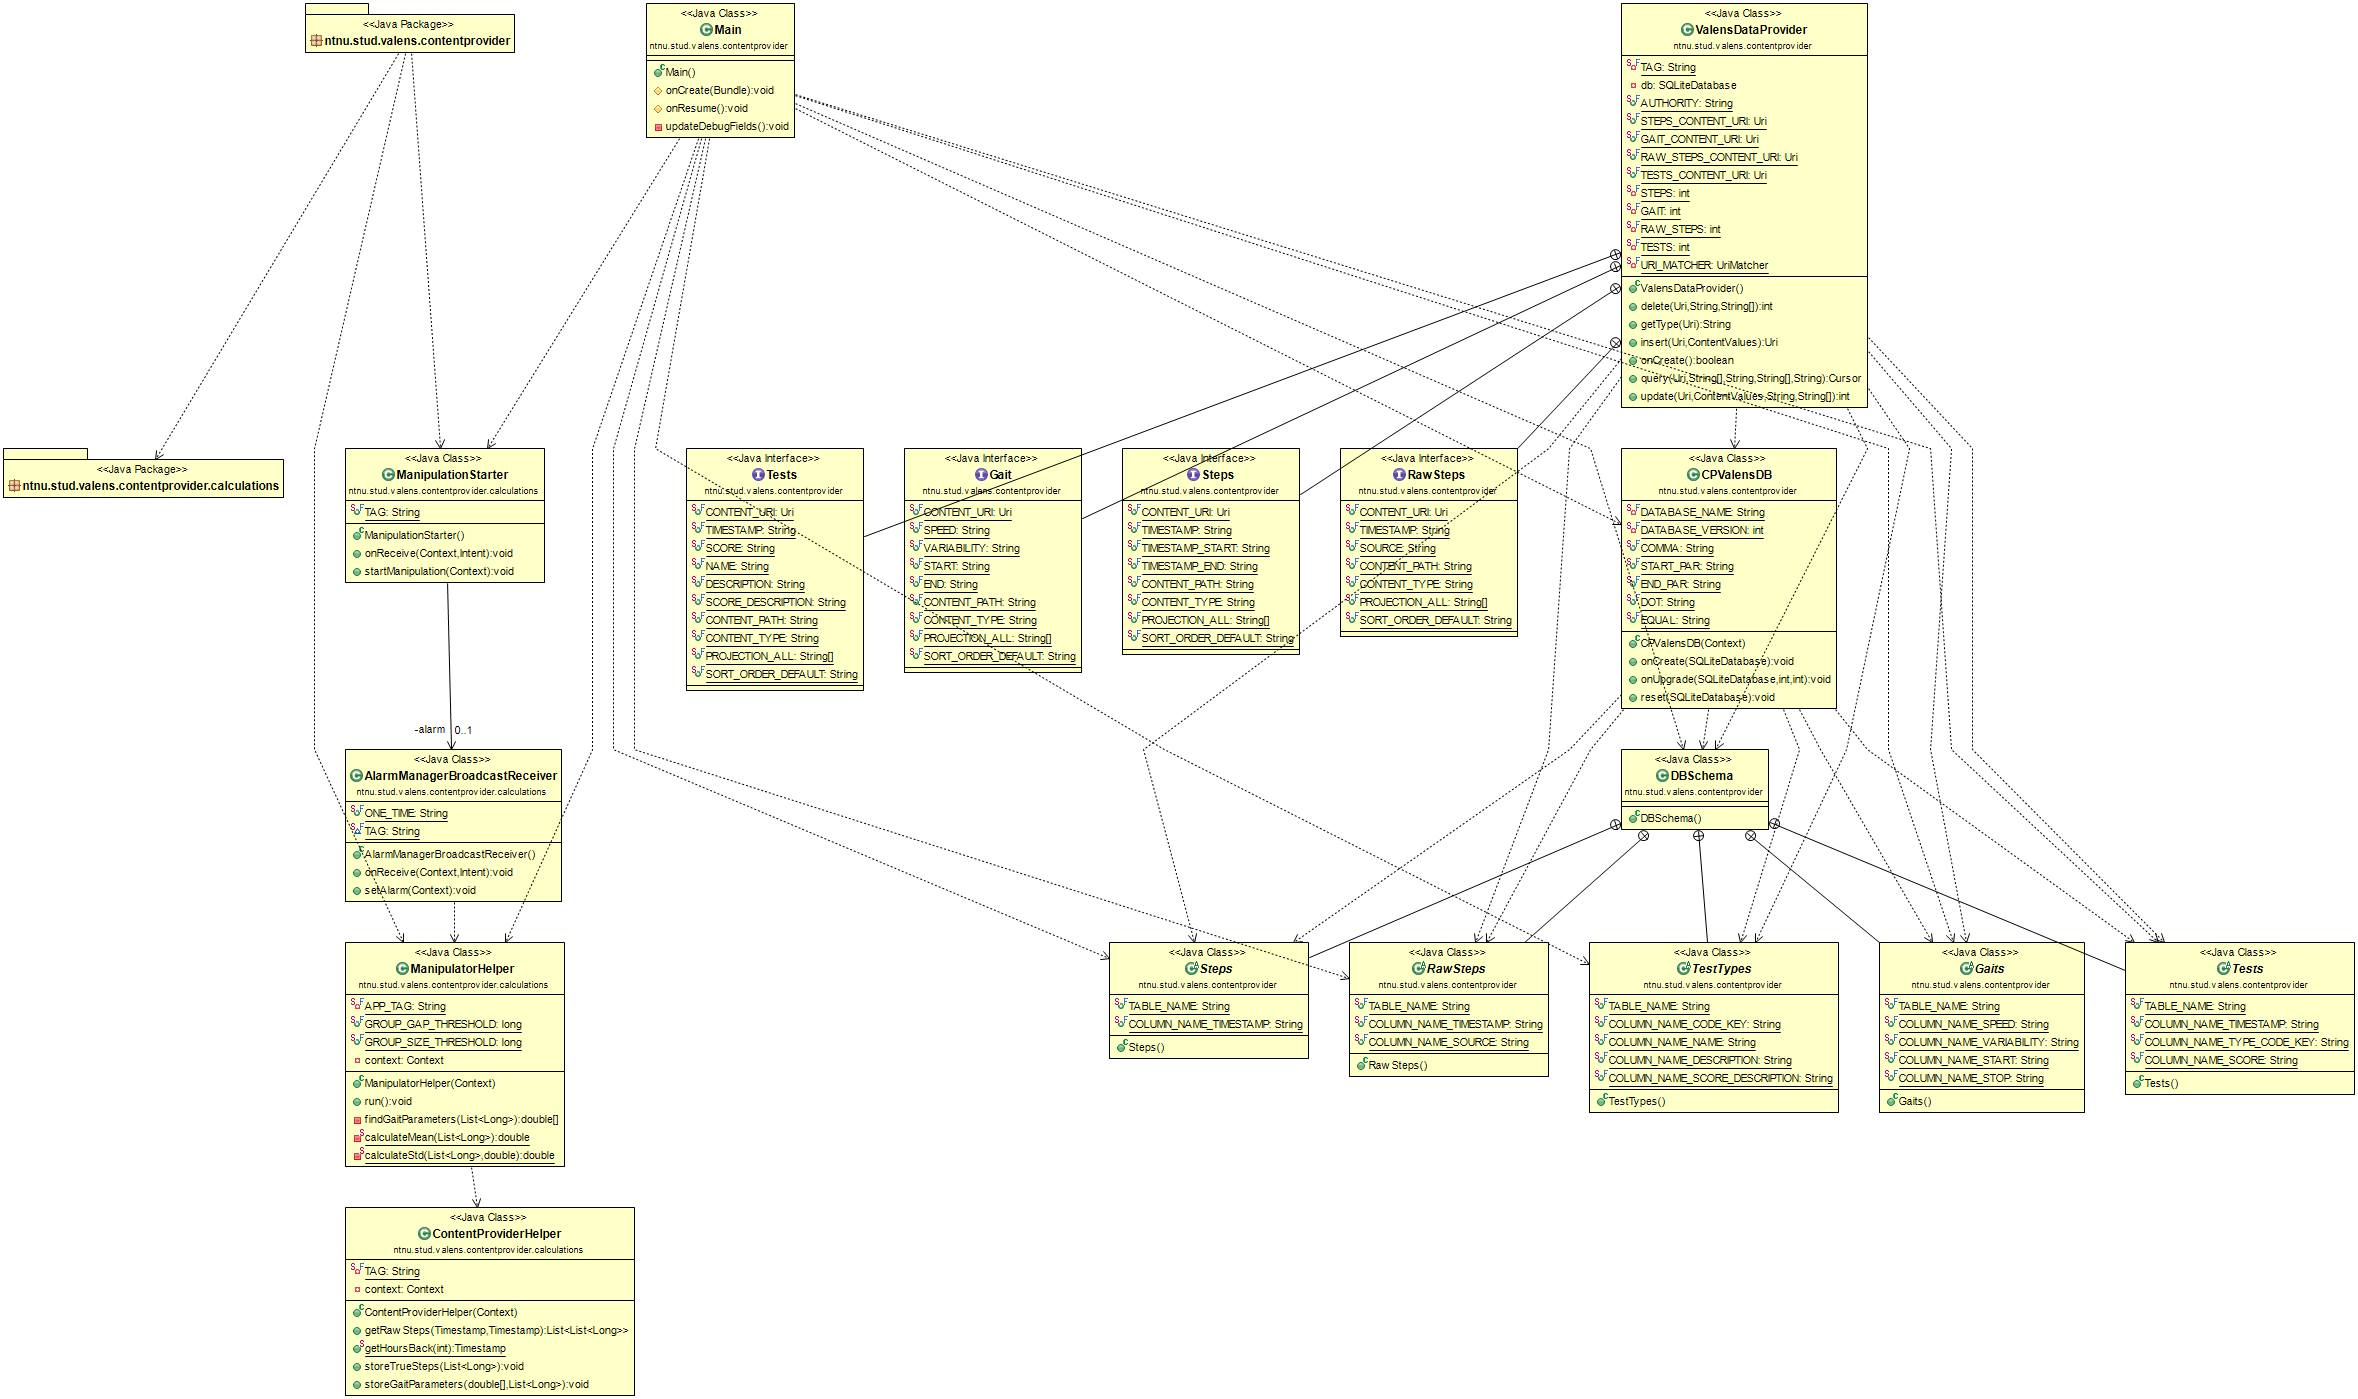 <<Java Package>>
ntnu.stud.valens.contentprovider
<<Java Class>>
Main
ntnu.stud.valens.contentprovider
Main()
onCreate(Bundle):void
onResume():void
updateDebugFields():void
<<Java Class>>
ValensDataProvider
ntnu.stud.valens.contentprovider
TAG: String
db: SQLiteDatabase
AUTHORITY: String
STEPS_CONTENT_URI: Uri
GAIT_CONTENT_URI: Uri
RAW_STEPS_CONTENT_URI: Uri
TESTS_CONTENT_URI: Uri
STEPS: int
GAIT: int
RAW_STEPS: int
TESTS: int
URI_MATCHER: UriMatcher
ValensDataProvider()
delete(Uri,String,String[]):int
getType(Uri):String
insert(Uri,ContentValues):Uri
onCreate():boolean
query(Uri,String[],String,String[],String):Cursor
update(Uri,ContentValues,String,String[]):int
<<Java Package>>
ntnu.stud.valens.contentprovider.calculations
<<Java Class>>
ManipulationStarter
ntnu.stud.valens.contentprovider.calculations
TAG: String
ManipulationStarter()
onReceive(Context,Intent):void
startManipulation(Context):void
<<Java Interface>>
Tests
ntnu.stud.valens.contentprovider
CONTENT_URI: Uri
TIMESTAMP: String
SCORE: String
NAME: String
DESCRIPTION: String
SCORE_DESCRIPTION: String
CONTENT_PATH: String
CONTENT_TYPE: String
PROJECTION_ALL: String[]
SORT_ORDER_DEFAULT: String
<<Java Interface>>
Gait
ntnu.stud.valens.contentprovider
CONTENT_URI: Uri
SPEED: String
VARIABILITY: String
START: String
END: String
CONTENT_PATH: String
CONTENT_TYPE: String
PROJECTION_ALL: String[]
SORT_ORDER_DEFAULT: String
<<Java Interface>>
Steps
ntnu.stud.valens.contentprovider
CONTENT_URI: Uri
TIMESTAMP: String
TIMESTAMP_START: String
TIMESTAMP_END: String
CONTENT_PATH: String
CONTENT_TYPE: String
PROJECTION_ALL: String[]
SORT_ORDER_DEFAULT: String
<<Java Interface>>
RawSteps
ntnu.stud.valens.contentprovider
CONTENT_URI: Uri
TIMESTAMP: String
SOURCE: String
CONTENT_PATH: String
CONTENT_TYPE: String
PROJECTION_ALL: String[]
SORT_ORDER_DEFAULT: String
<<Java Class>>
CPValensDB
ntnu.stud.valens.contentprovider
DATABASE_NAME: String
DATABASE_VERSION: int
COMMA: String
START_PAR: String
END_PAR: String
DOT: String
EQUAL: String
CPValensDB(Context)
onCreate(SQLiteDatabase):void
onUpgrade(SQLiteDatabase,int,int):void
reset(SQLiteDatabase):void
-alarm 0..1
<<Java Class>>
AlarmManagerBroadcastReceiver
ntnu.stud.valens.contentprovider.calculations
ONE_TIME: String
TAG: String
AlarmManagerBroadcastReceiver()
onReceive(Context,Intent):void
setAlarm(Context):void
<<Java Class>>
DBSchema
ntnu.stud.valens.contentprovider
DBSchema()
<<Java Class>>
ManipulatorHelper
ntnu.stud.valens.contentprovider.calculations
APP_TAG: String
GROUP_GAP_THRESHOLD: long
GROUP_SIZE_THRESHOLD: long
context: Context
ManipulatorHelper(Context)
run():void
findGaitParameters(List<Long>):double[]
calculateMean(List<Long>):double
calculateStd(List<Long>,double):double
<<Java Class>>
Steps
ntnu.stud.valens.contentprovider
TABLE_NAME: String
COLUMN_NAME_TIMESTAMP: String
Steps()
<<Java Class>>
RawSteps
ntnu.stud.valens.contentprovider
TABLE_NAME: String
COLUMN_NAME_TIMESTAMP: String
COLUMN_NAME_SOURCE: String
RawSteps()
<<Java Class>>
TestTypes
ntnu.stud.valens.contentprovider
TABLE_NAME: String
COLUMN_NAME_CODE_KEY: String
COLUMN_NAME_NAME: String
COLUMN_NAME_DESCRIPTION: String
COLUMN_NAME_SCORE_DESCRIPTION: String
TestTypes()
<<Java Class>>
Gaits
ntnu.stud.valens.contentprovider
TABLE_NAME: String
COLUMN_NAME_SPEED: String
COLUMN_NAME_VARIABILITY: String
COLUMN_NAME_START: String
COLUMN_NAME_STOP: String
Gaits()
<<Java Class>>
Tests
ntnu.stud.valens.contentprovider
TABLE_NAME: String
COLUMN_NAME_TIMESTAMP: String
COLUMN_NAME_TYPE_CODE_KEY: String
COLUMN_NAME_SCORE: String
Tests()
<<Java Class>>
ContentProviderHelper
ntnu.stud.valens.contentprovider.calculations
TAG: String
context: Context
ContentProviderHelper(Context)
getRawSteps(Timestamp,Timestamp):List<List<Long>>
getHoursBack(int):Timestamp
storeTrueSteps(List<Long>):void
storeGaitParameters(double[],List<Long>):void